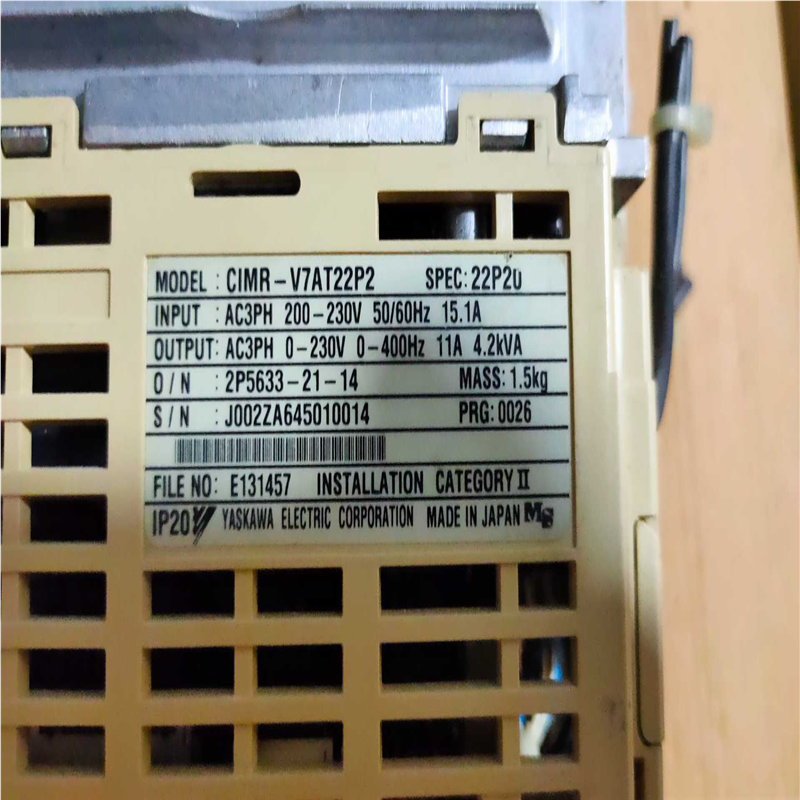 MODEL : CIMR-V7AT22P2 SPEC: 22P20
INPUT : AC3PH 200-230V 50/60Hz 15.1A
OUTPUT: AC3PH 0-230V 0-400Hz 11A 4.2kVA
O/N : 2P5633-21-14 MASS: 1.5kg
S/N : J002ZA645010014 PRG: 0026
FILE NO: E131457 INSTALLATION CATEGORY II
IP20 YASKAWA ELECTRIC CORPORATION MADE IN JAPAN MS